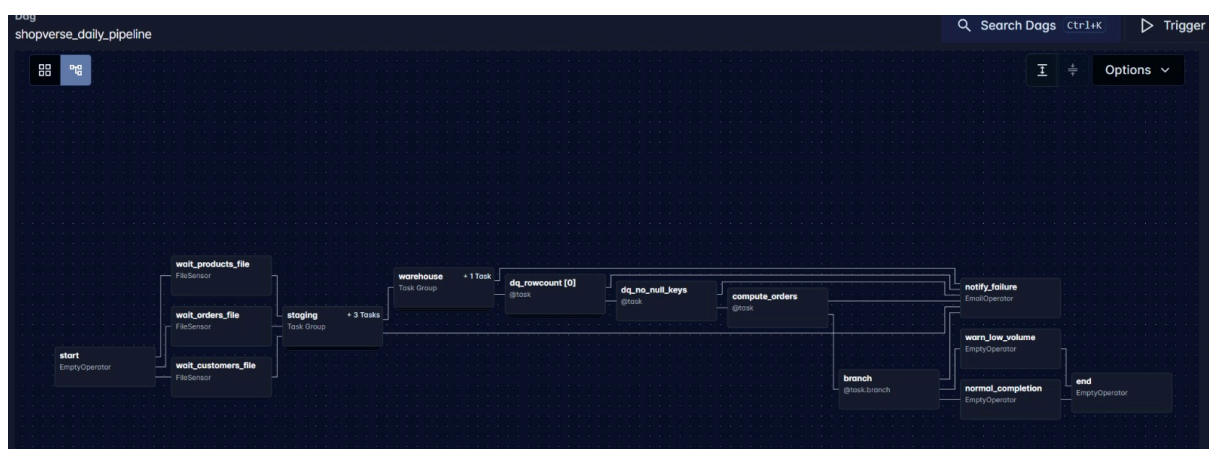 Dag
shopverse_daily_pipeline
Search Dags Ctrl+K
Trigger
Options
wait_products_file
FileSensor
wait_orders_file
FileSensor
wait_customers_file
FileSensor
start
EmptyOperator
staging + 3 Tasks
Task Group
warehouse + 1 Task
Task Group
dq_rowcount [0]
@task
dq_no_null_keys
@task
compute_orders
@task
branch
@task.branch
notify_failure
EmailOperator
warn_low_volume
EmptyOperator
normal_completion
EmptyOperator
end
EmptyOperator